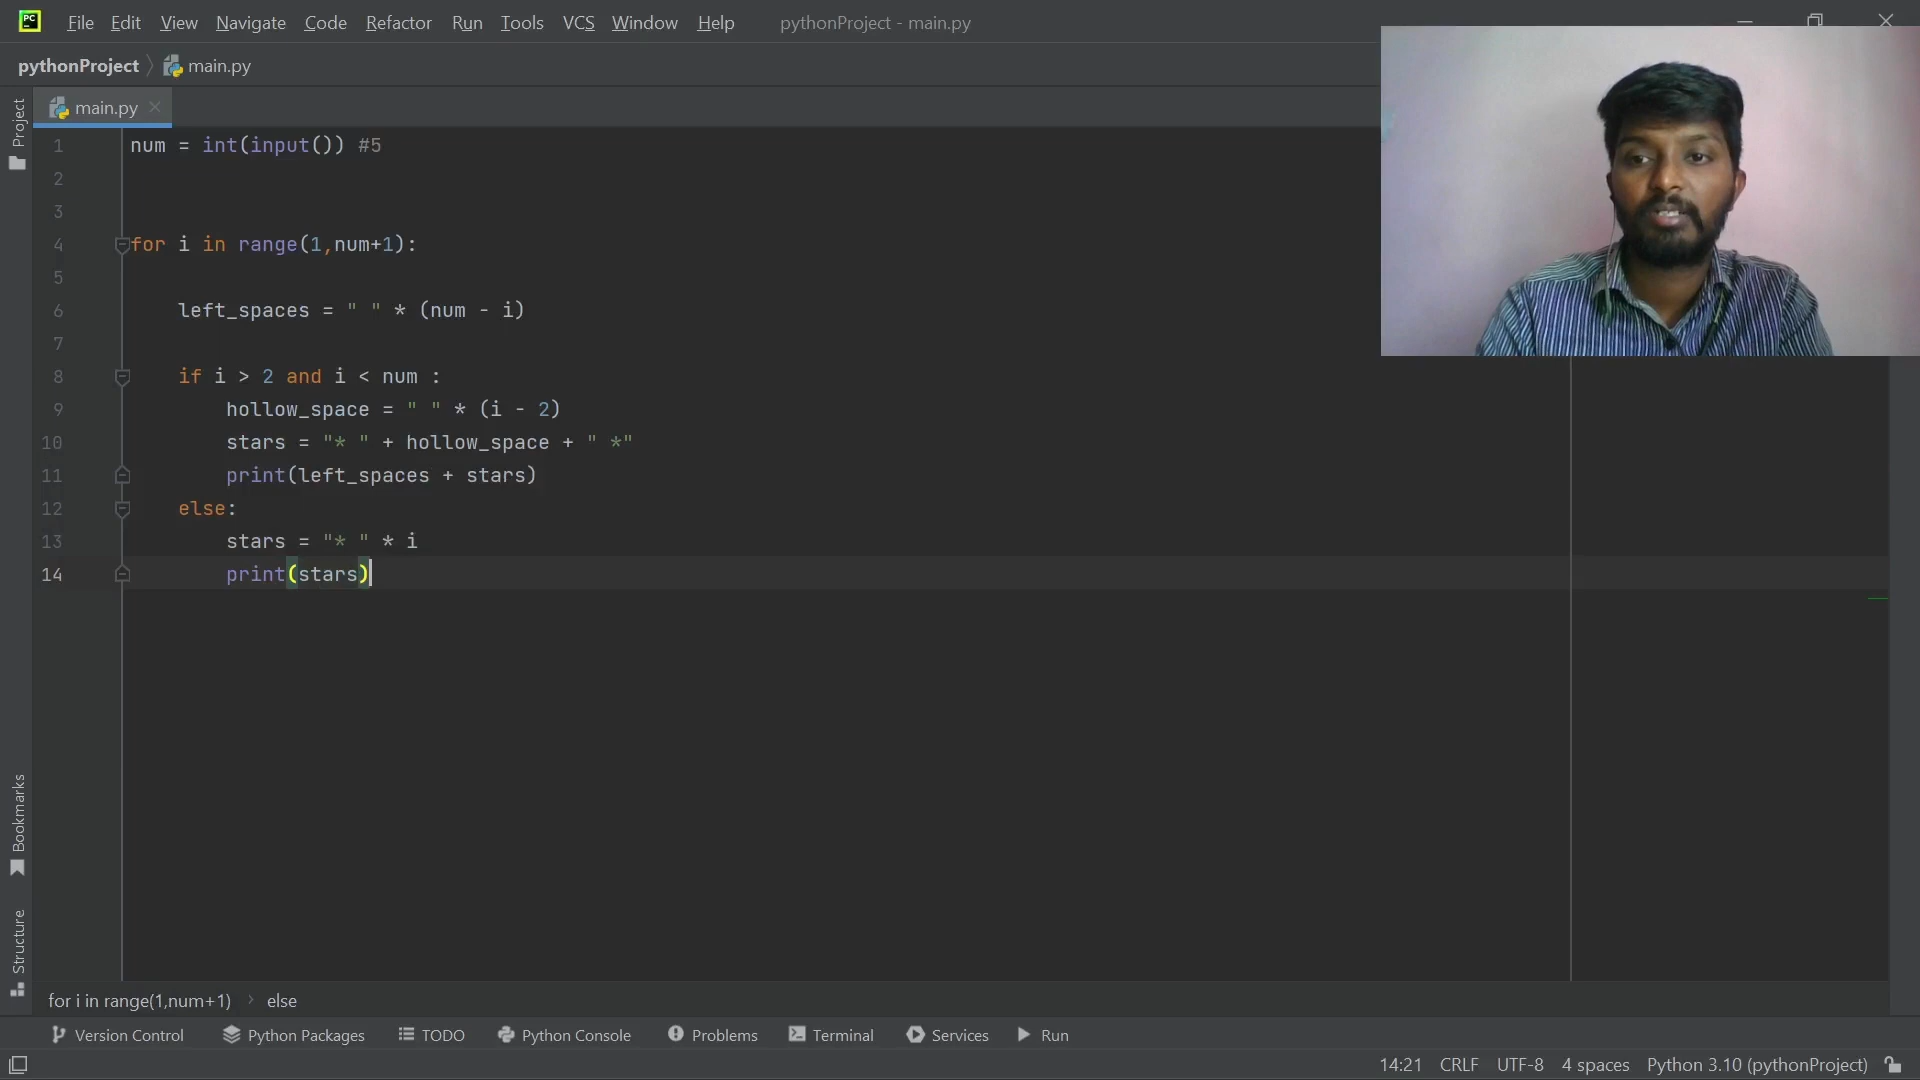 PC File Edit View Navigate Code Refactor Run Tools VCS Window Help pythonProject - main.py
pythonProject main.py
Project
main.py
1 num = int(input()) #5
2
3
4 for i in range(1,num+1):
5
6     left_spaces = " " * (num - i)
7
8     if i > 2 and i < num :
9         hollow_space = " " * (i - 2)
10         stars = "* " + hollow_space + " *"
11         print(left_spaces + stars)
12     else:
13         stars = "* " * i
14         print(stars)
Bookmarks
Structure
for i in range(1,num+1) › else
Version Control Python Packages TODO Python Console Problems Terminal Services Run
14:21 CRLF UTF-8 4 spaces Python 3.10 (pythonProject)